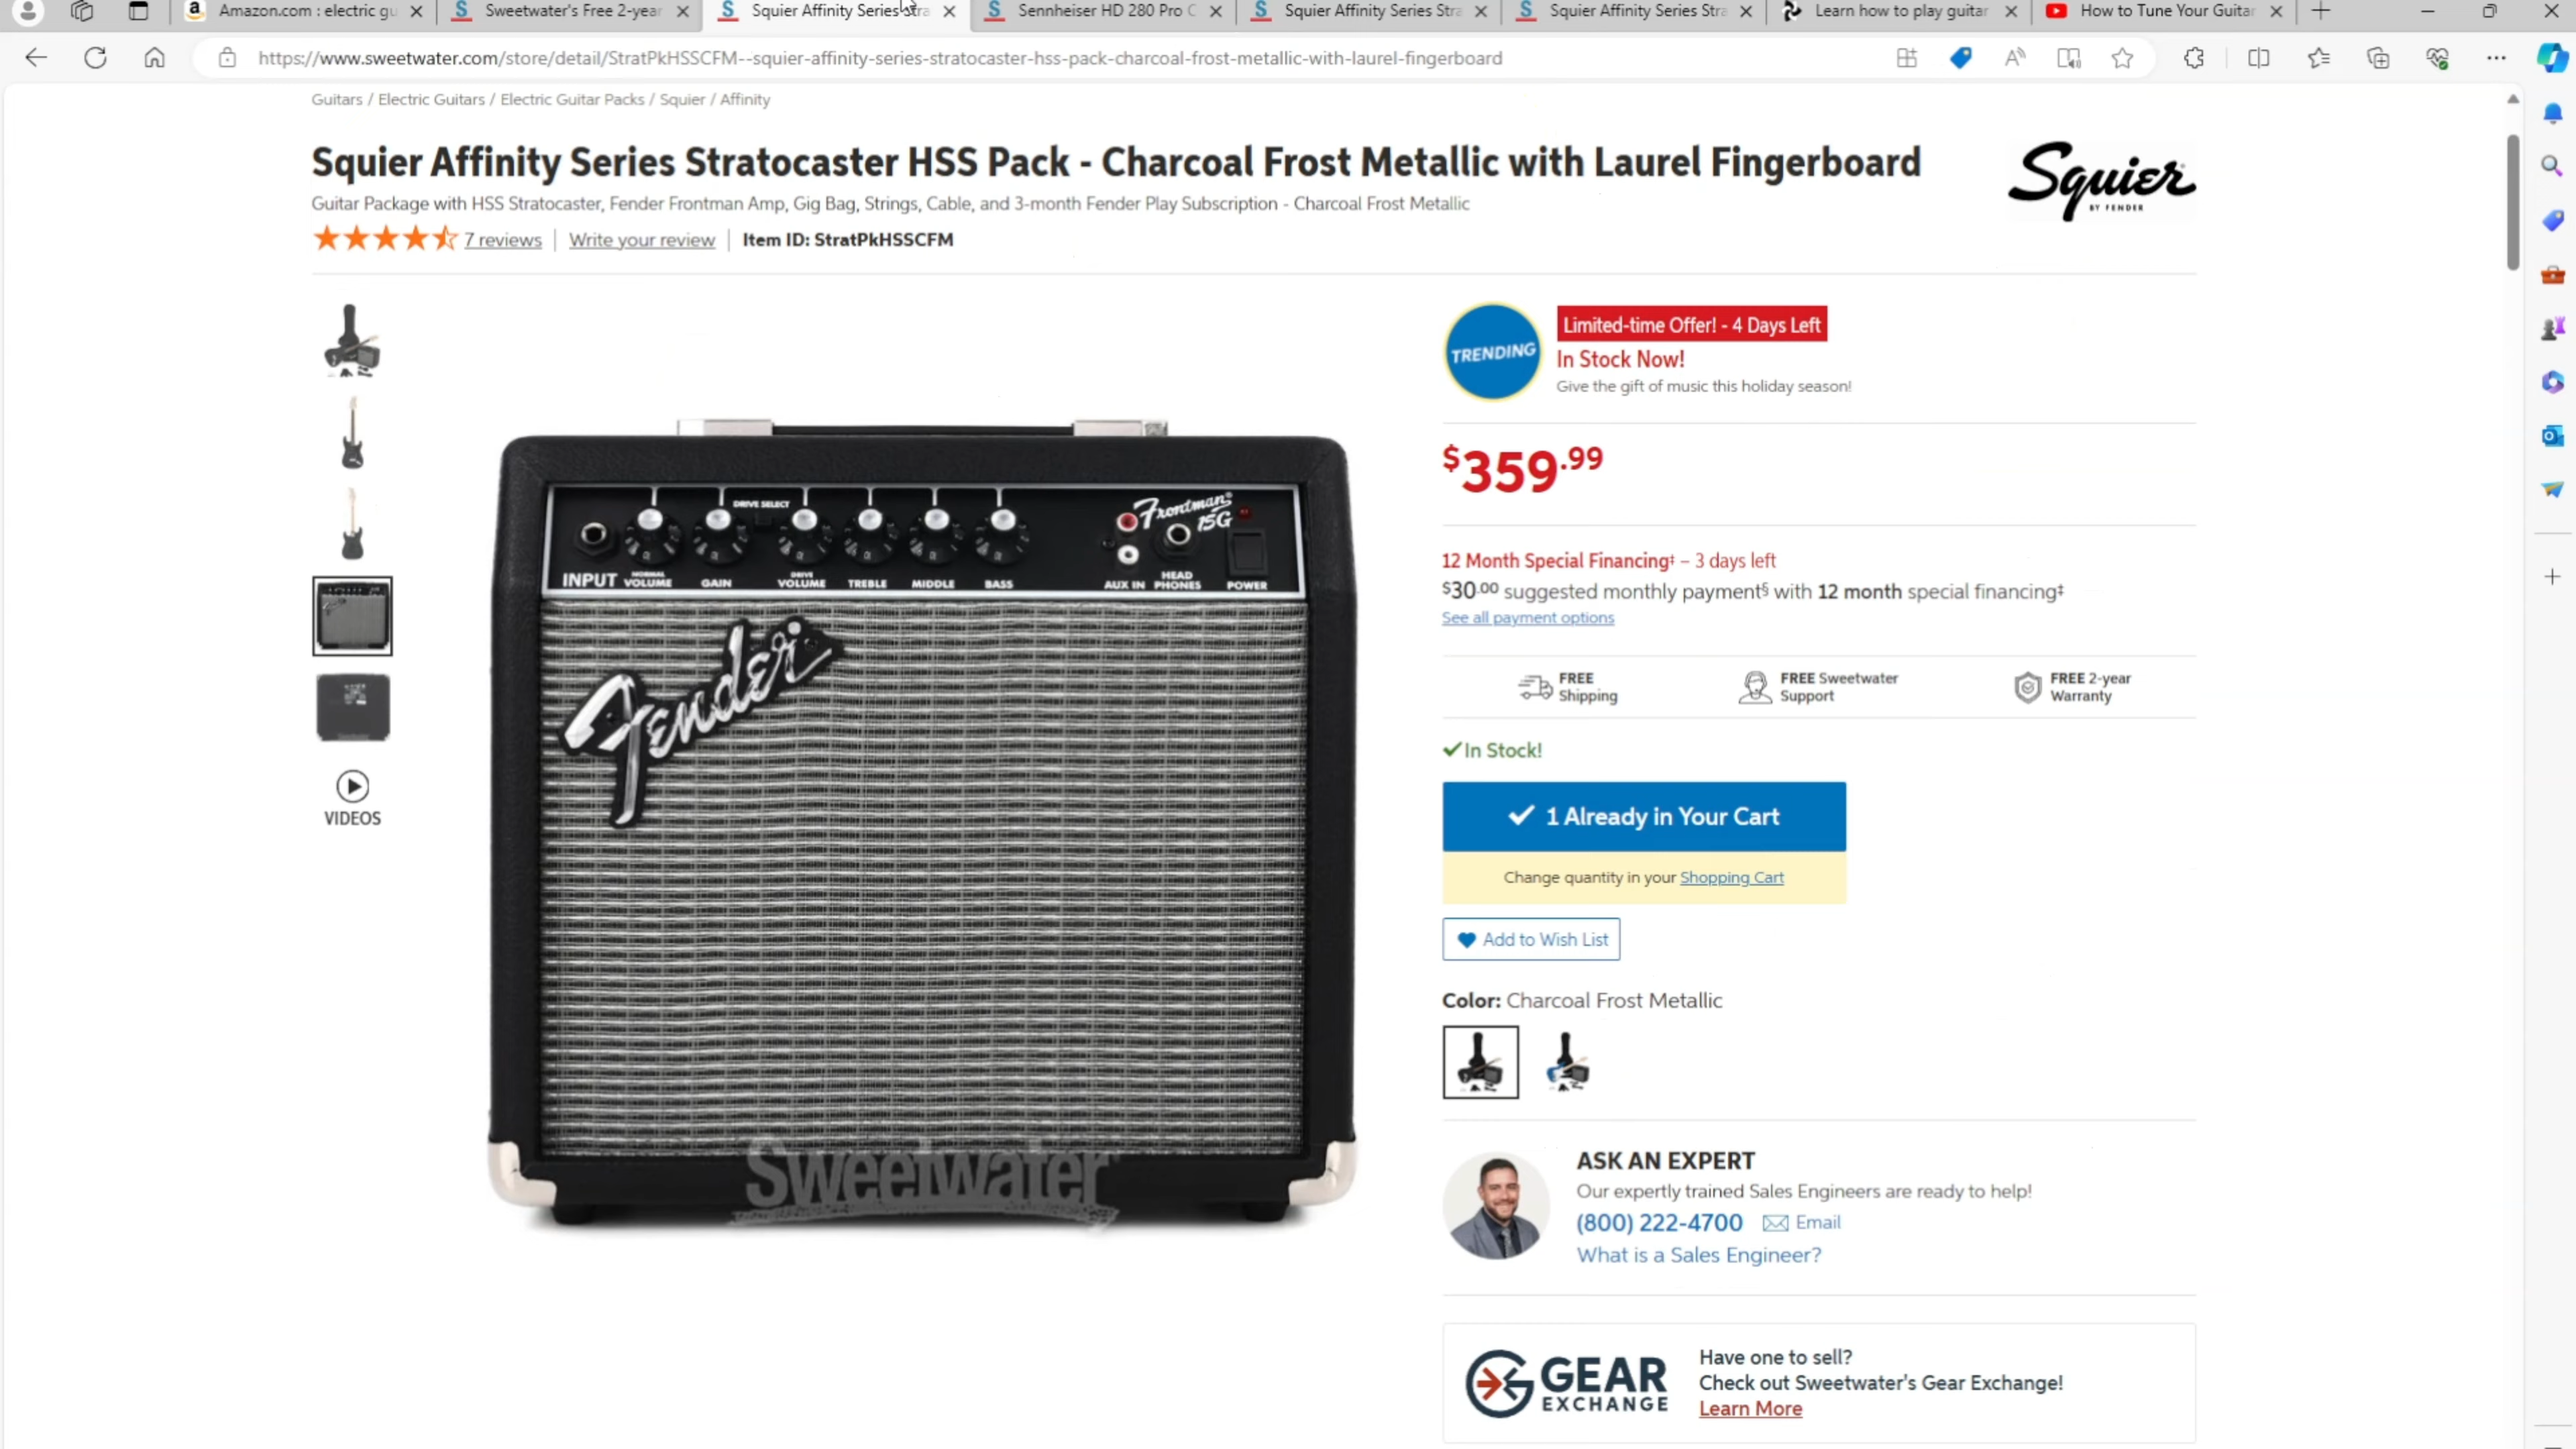 Amazon.com : electric gu
Sweetwater's Free 2-year
Squier Affinity Series Stra
Sennheiser HD 280 Pro C
Squier Affinity Series Stra
Squier Affinity Series Stra
Learn how to play guitar
How to Tune Your Guitar
https://www.sweetwater.com/store/detail/StratPkHSSCFM--squier-affinity-series-stratocaster-hss-pack-charcoal-frost-metallic-with-laurel-fingerboard
Guitars / Electric Guitars / Electric Guitar Packs / Squier / Affinity
Squier Affinity Series Stratocaster HSS Pack - Charcoal Frost Metallic with Laurel Fingerboard
Squier
BY FENDER
Guitar Package with HSS Stratocaster, Fender Frontman Amp, Gig Bag, Strings, Cable, and 3-month Fender Play Subscription - Charcoal Frost Metallic
7 reviews | Write your review | Item ID: StratPkHSSCFM
VIDEOS
DRIVE SELECT
Frontman
15G
INPUT
NORMAL VOLUME
GAIN
DRIVE VOLUME
TREBLE
MIDDLE
BASS
AUX IN
HEAD PHONES
POWER
Fender
Sweetwater
TRENDING
Limited-time Offer! - 4 Days Left
In Stock Now!
Give the gift of music this holiday season!
$359.99
12 Month Special Financing‡ – 3 days left
$30.00 suggested monthly payment§ with 12 month special financing‡
See all payment options
FREE Shipping
FREE Sweetwater Support
FREE 2-year Warranty
In Stock!
1 Already in Your Cart
Change quantity in your Shopping Cart
Add to Wish List
Color: Charcoal Frost Metallic
ASK AN EXPERT
Our expertly trained Sales Engineers are ready to help!
(800) 222-4700 Email
What is a Sales Engineer?
GEAR
EXCHANGE
Have one to sell?
Check out Sweetwater's Gear Exchange!
Learn More